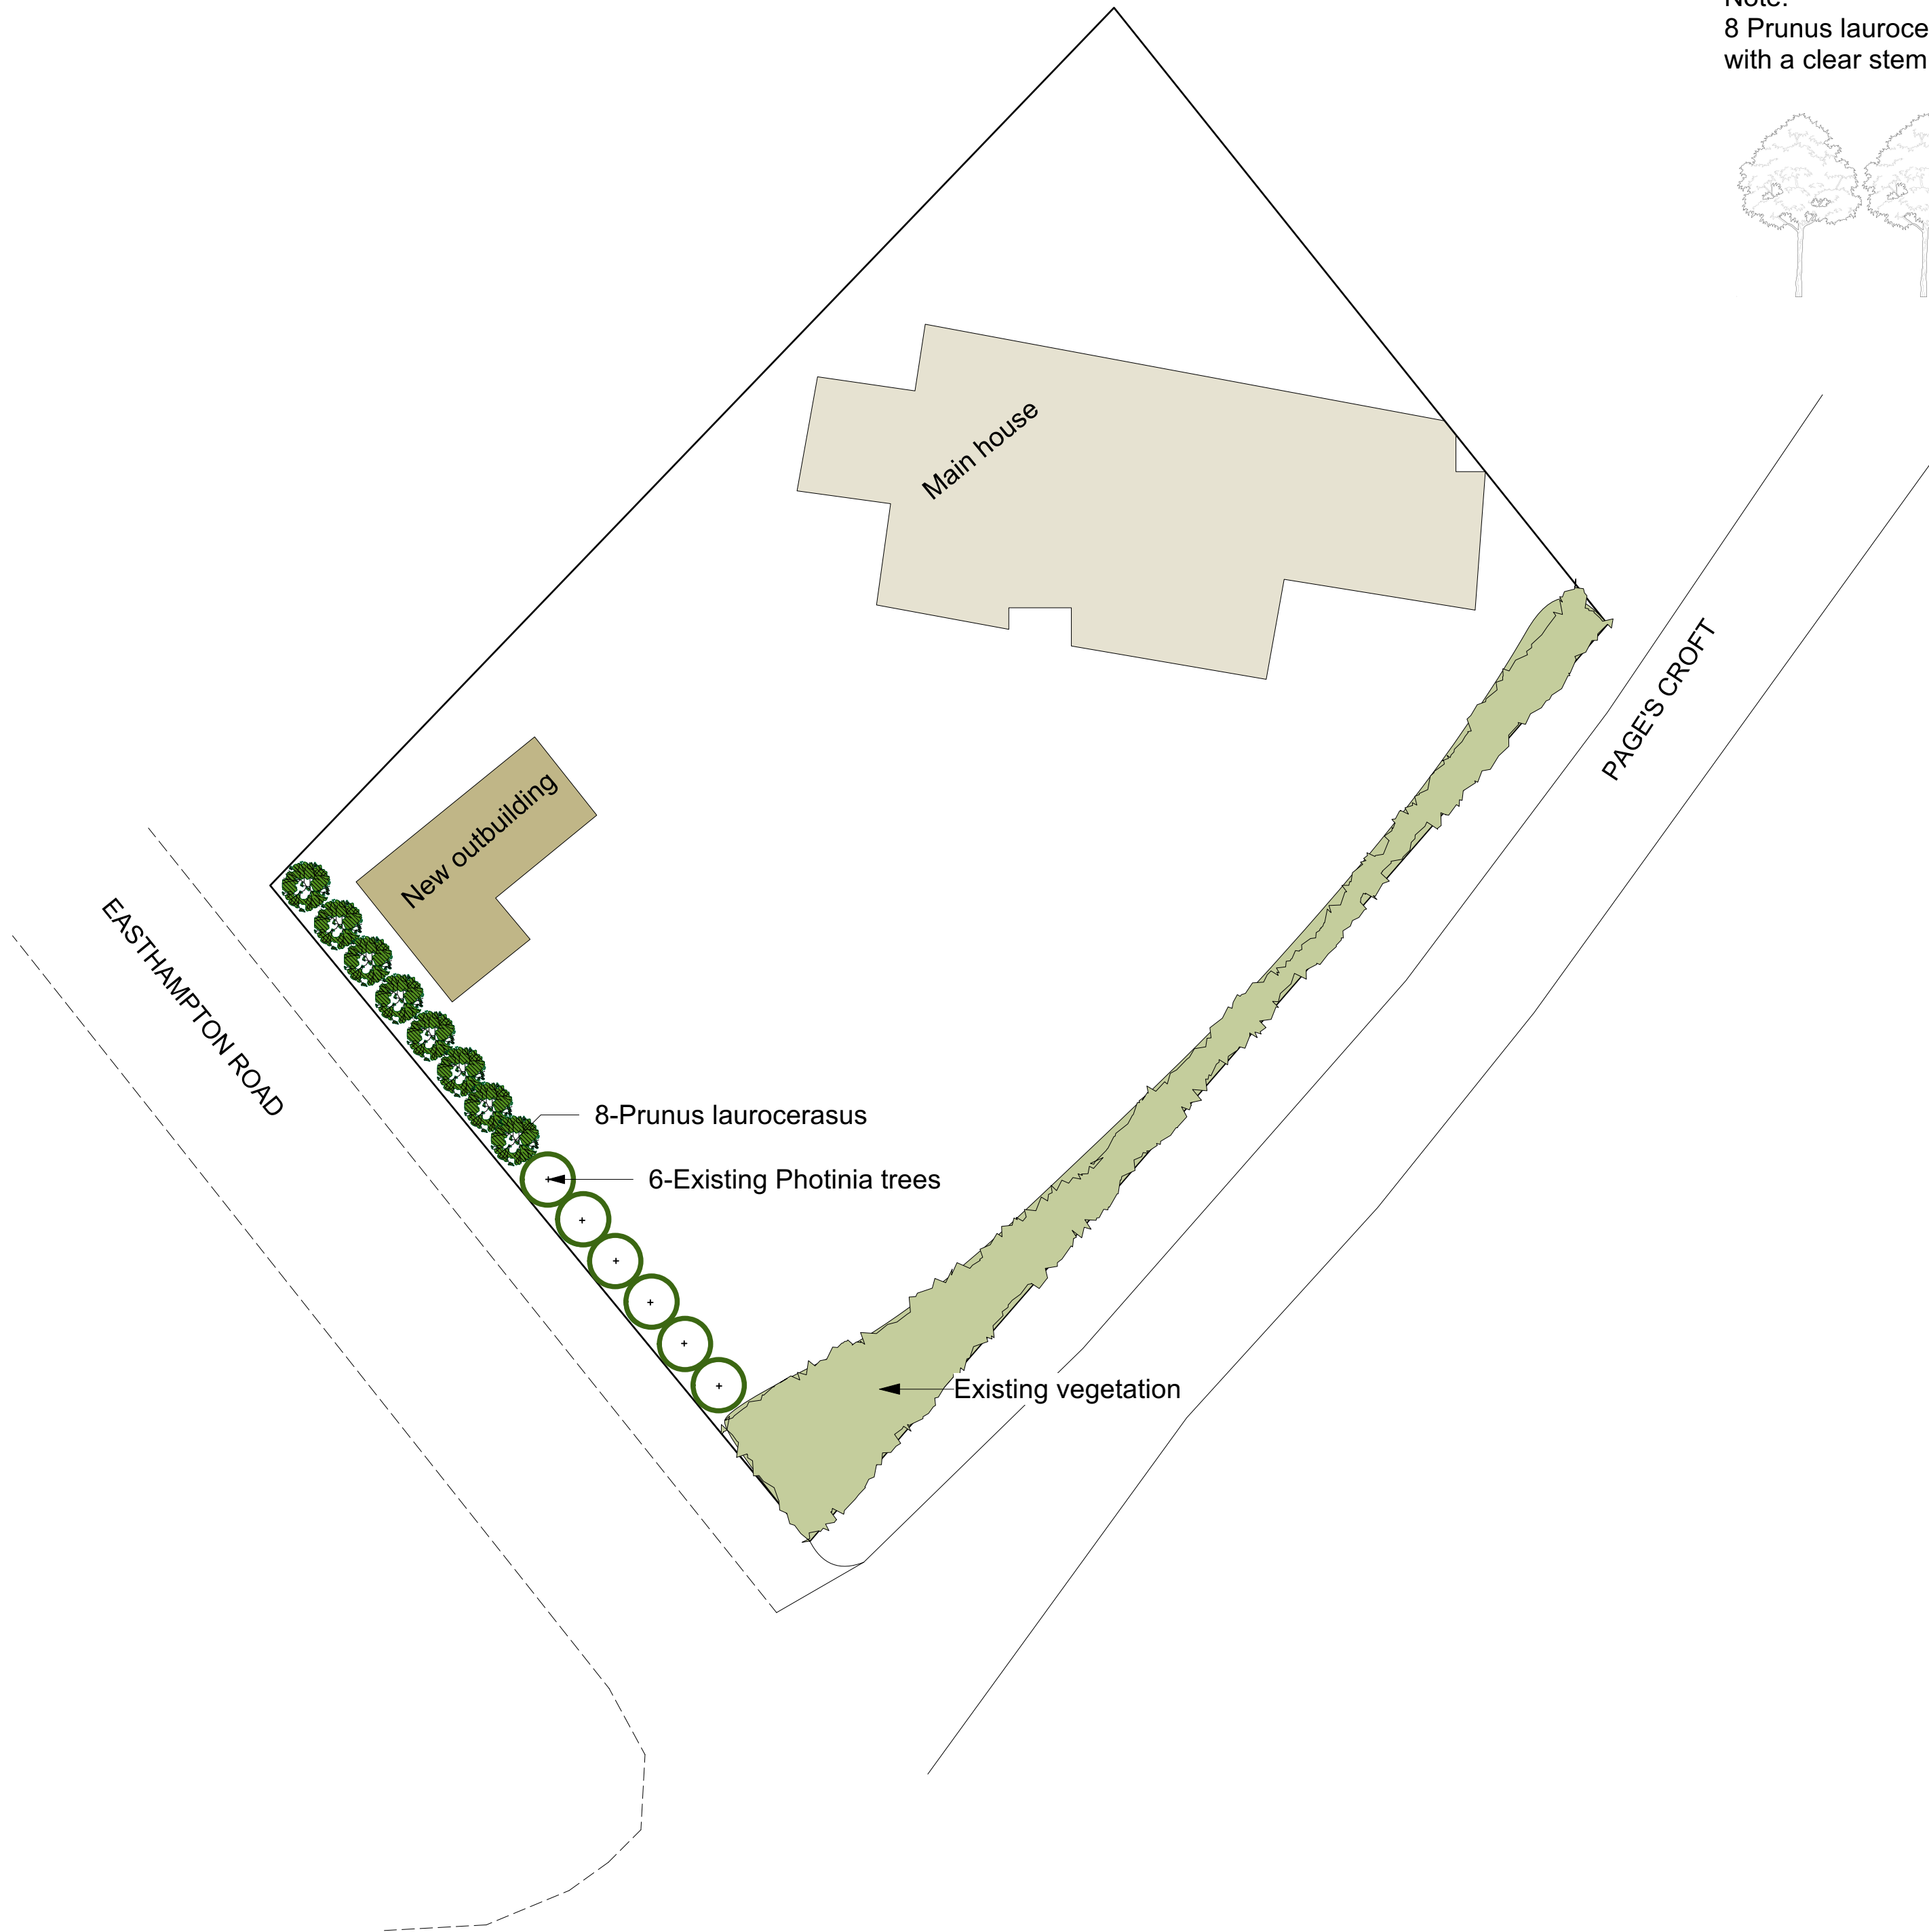 Note:
8 Prunus lauroce
with a clear stem
Main house
PAGE'S CROFT
New outbuilding
EASTHAMPTON ROAD
8-Prunus laurocerasus
6-Existing Photinia trees
Existing vegetation